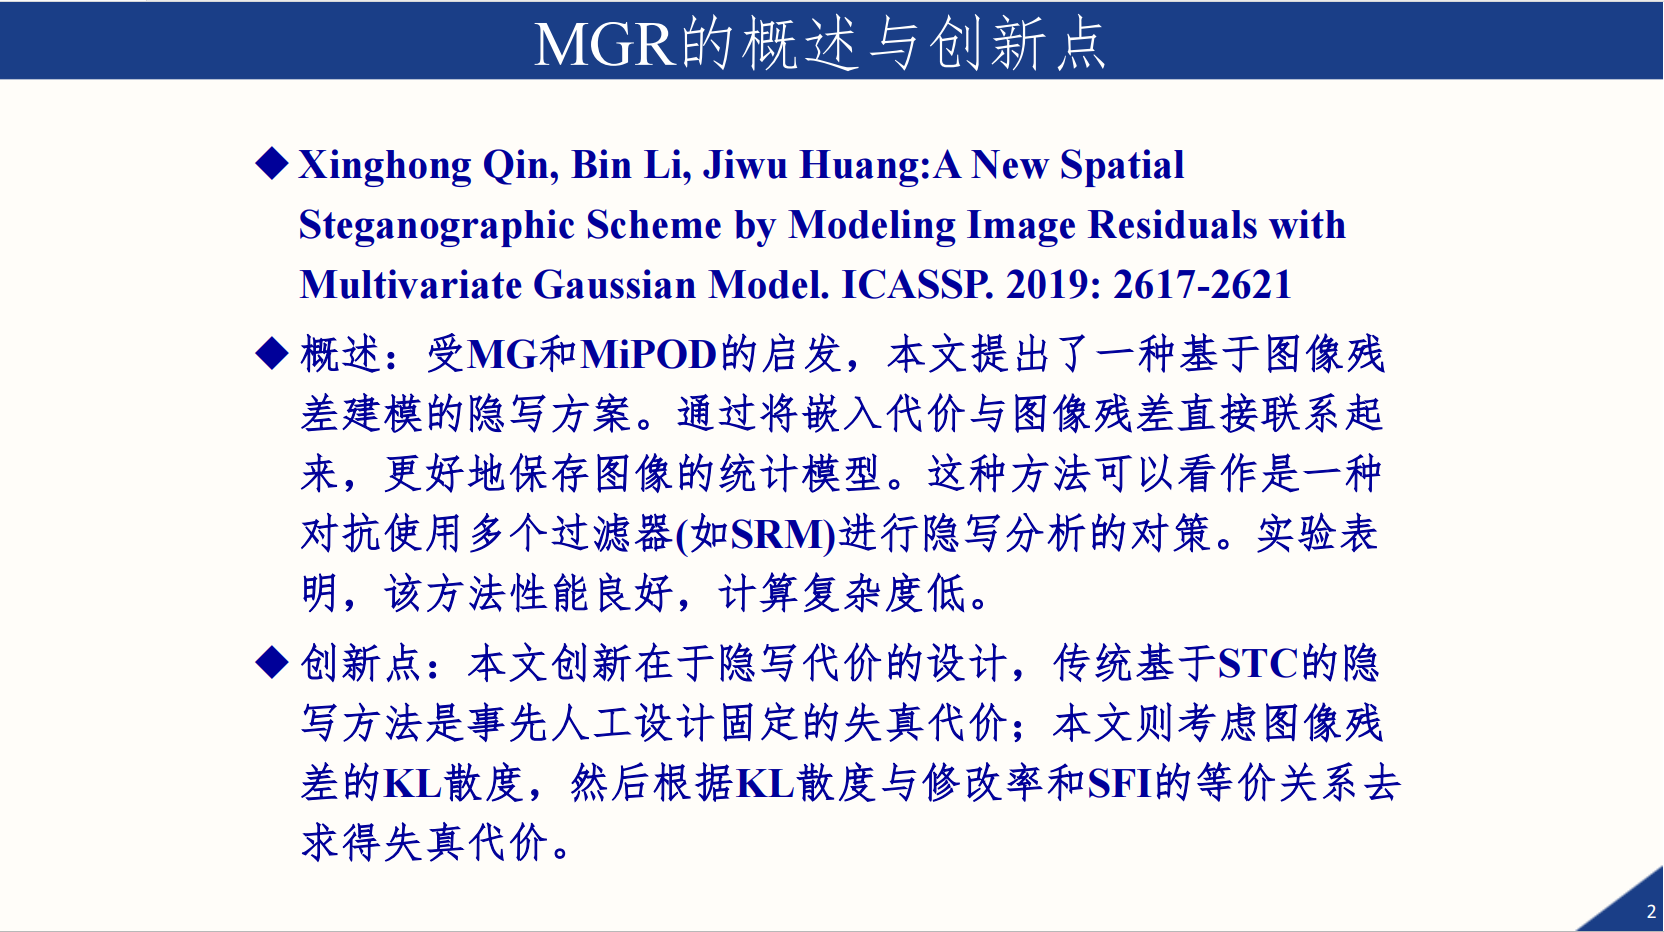 MGR的概述与创新点
◆ Xinghong Qin, Bin Li, Jiwu Huang:A New Spatial
Steganographic Scheme by Modeling Image Residuals with
Multivariate Gaussian Model. ICASSP. 2019: 2617-2621
◆ 概述：受MG和MiPOD的启发，本文提出了一种基于图像残
差建模的隐写方案。通过将嵌入代价与图像残差直接联系起
来，更好地保存图像的统计模型。这种方法可以看作是一种
对抗使用多个过滤器(如SRM)进行隐写分析的对策。实验表
明，该方法性能良好，计算复杂度低。
◆ 创新点：本文创新在于隐写代价的设计，传统基于STC的隐
写方法是事先人工设计固定的失真代价；本文则考虑图像残
差的KL散度，然后根据KL散度与修改率和SFI的等价关系去
求得失真代价。
2